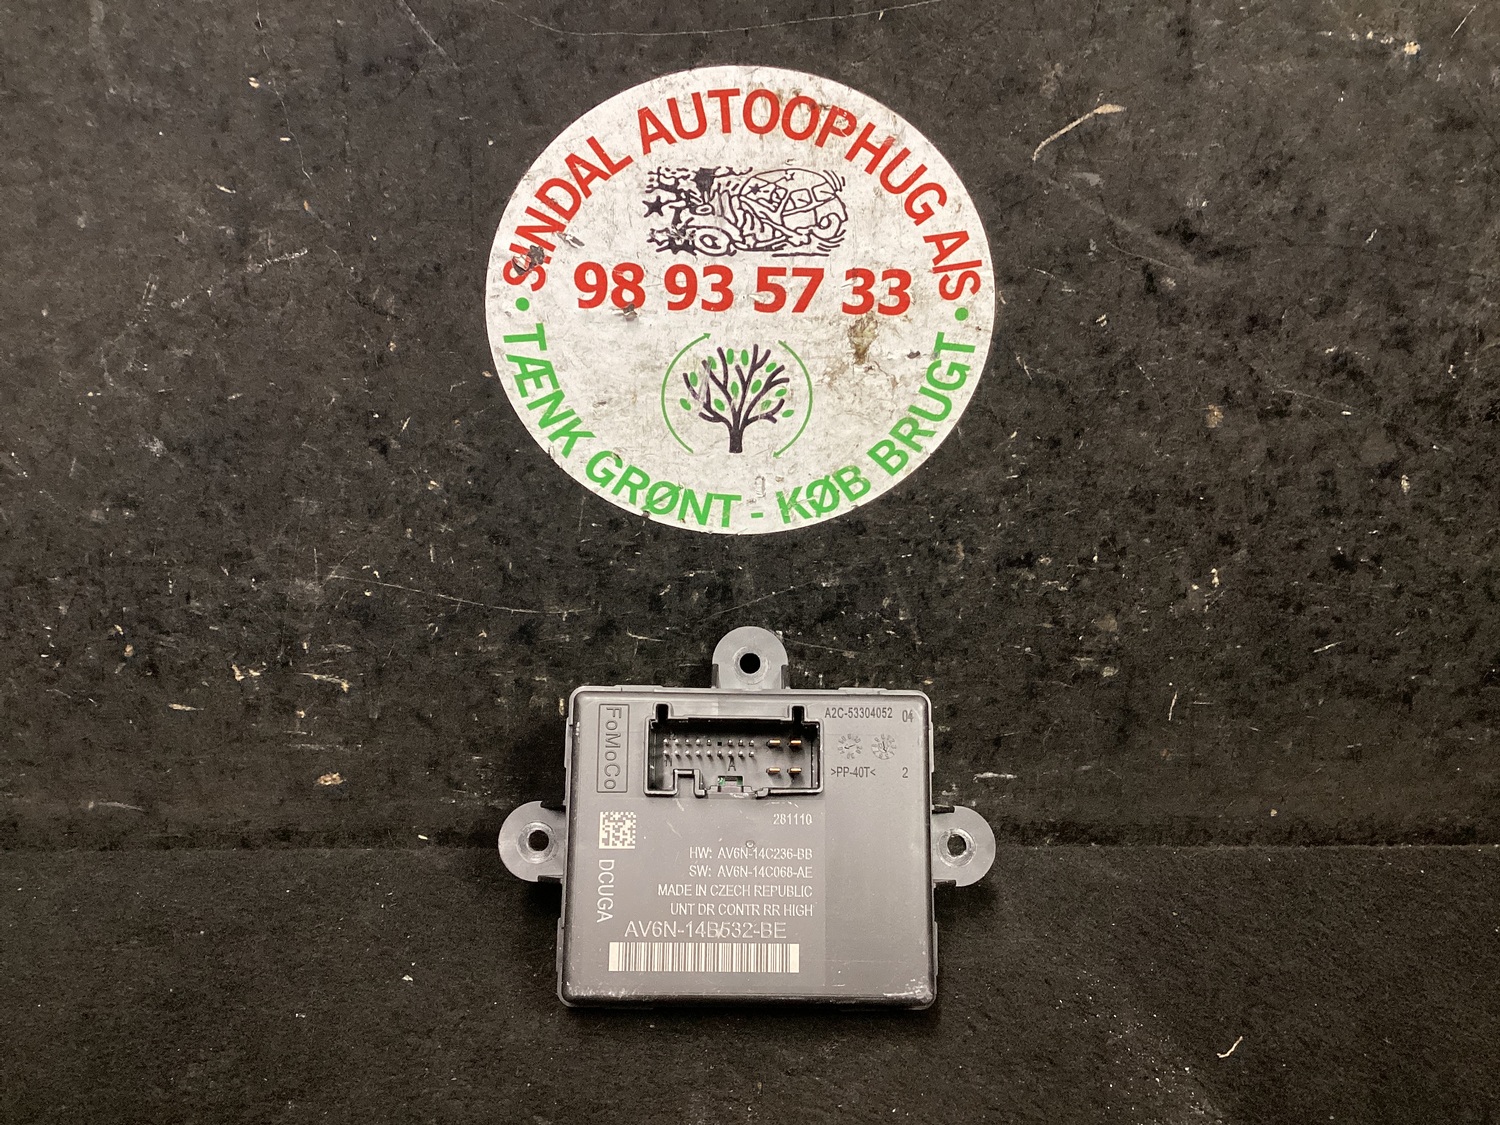 SINDAL AUTOOPHUG A/S
98 93 57 33
• TÆNK GRØNT - KØB BRUGT •
FoMoCo
A2C-53304052 04
A
>PP-40T< 2
281110
HW: AV6N-14C236-BB
SW: AV6N-14C068-AE
MADE IN CZECH REPUBLIC
UNT DR CONTR RR HIGH
DCUGA
AV6N-14B532-BE